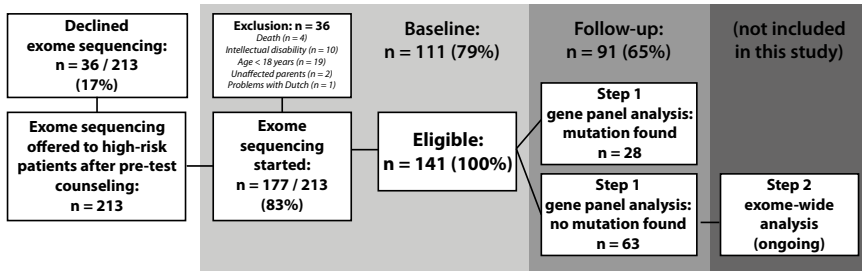 Declined
exome sequencing:
n = 36 / 213
(17%)
Exome sequencing
offered to high-risk
patients after pre-test
counseling:
n = 213
Exclusion: n = 36
Death (n = 4)
Intellectual disability (n = 10)
Age < 18 years (n = 19)
Unaffected parents (n = 2)
Problems with Dutch (n = 1)
Exome
sequencing
started:
n = 177 / 213
(83%)
Baseline:
n = 111 (79%)
Eligible:
n = 141 (100%)
Follow-up:
n = 91 (65%)
Step 1
gene panel analysis:
mutation found
n = 28
Step 1
gene panel analysis:
no mutation found
n = 63
(not included
in this study)
Step 2
exome-wide
analysis
(ongoing)